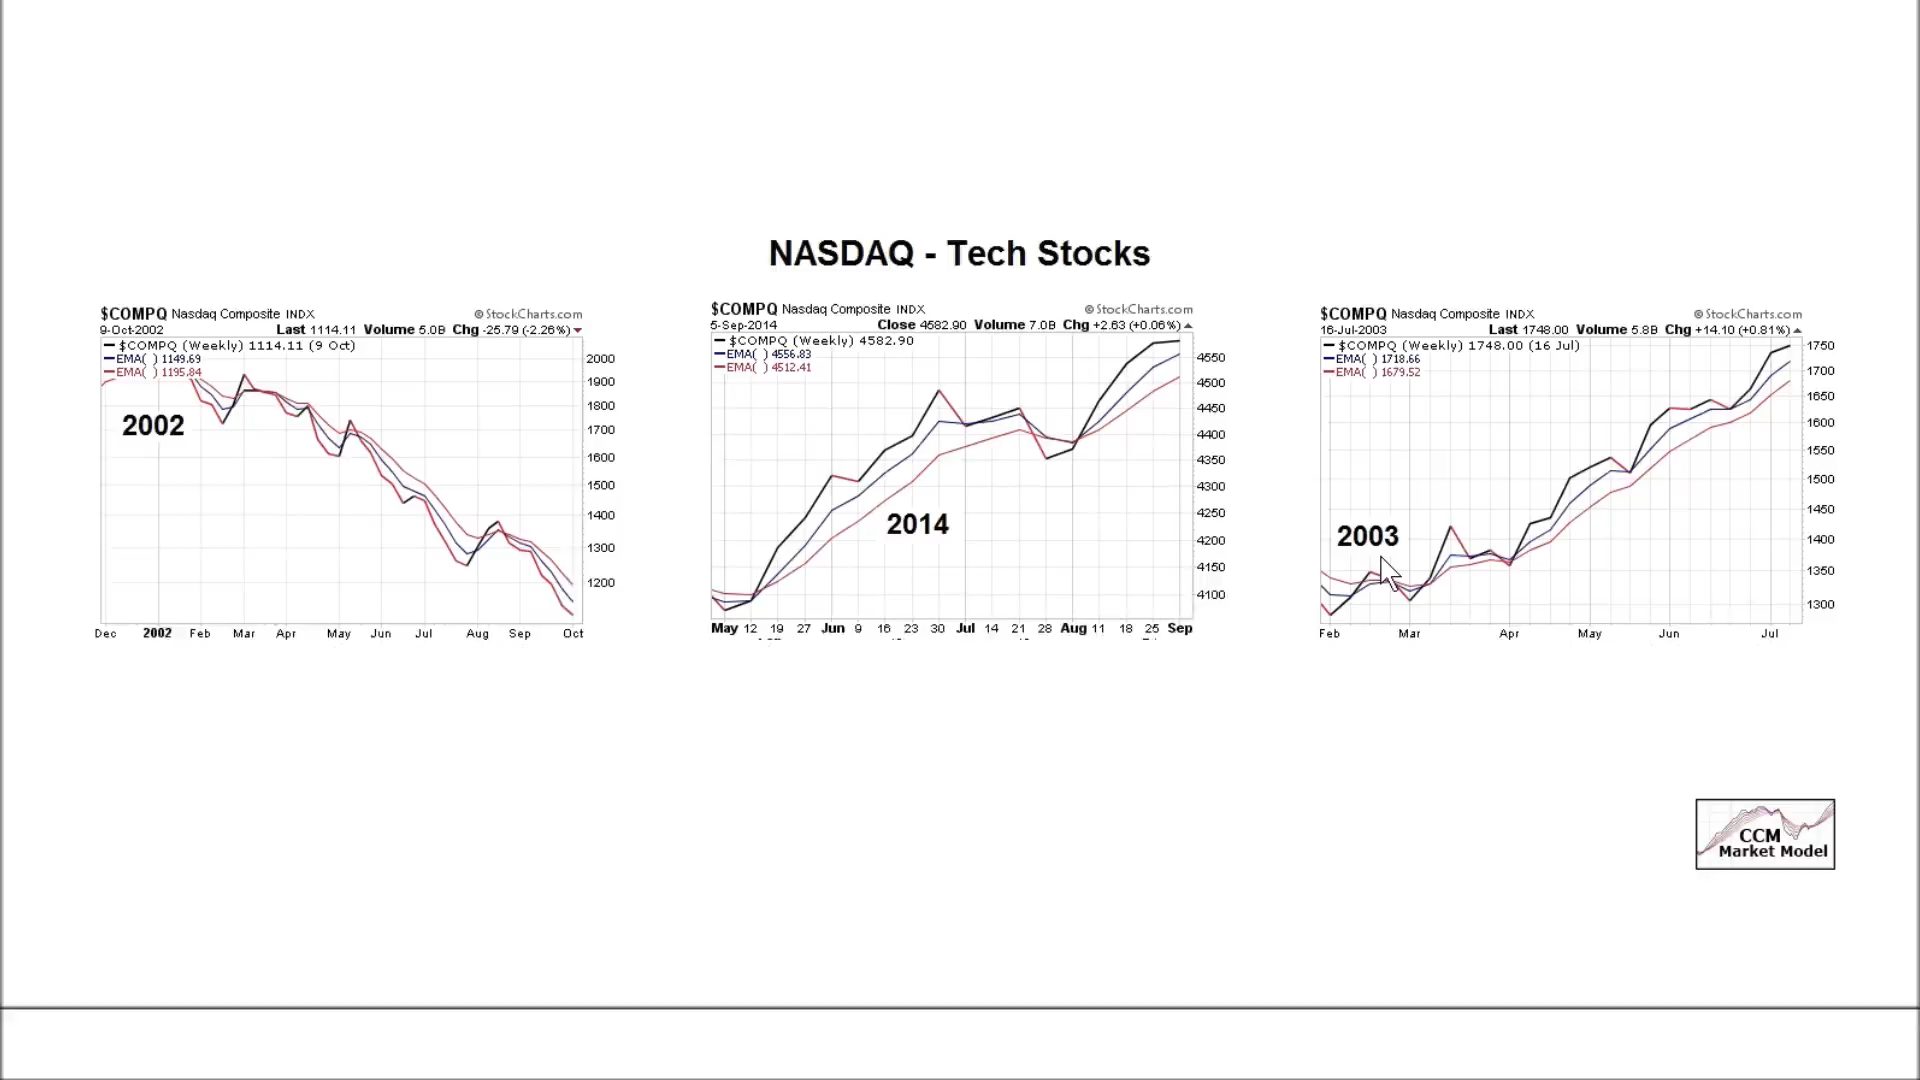 NASDAQ - Tech Stocks
$COMPQ Nasdaq Composite INDX
© StockCharts.com
9-Oct-2002
Last 1114.11 Volume 5.0B Chg -25.79 (-2.26%)
$COMPQ (Weekly) 1114.11 (9 Oct)
EMA( ) 1149.69
EMA( ) 1195.84
2002
2000
1900
1800
1700
1600
1500
1400
1300
1200
Dec 2002 Feb Mar Apr May Jun Jul Aug Sep Oct
$COMPQ Nasdaq Composite INDX
© StockCharts.com
5-Sep-2014
Close 4582.90 Volume 7.0B Chg +2.63 (+0.06%)
$COMPQ (Weekly) 4582.90
EMA( ) 4556.83
EMA( ) 4512.41
2014
4550
4500
4450
4400
4350
4300
4250
4200
4150
4100
May 12 19 27 Jun 9 16 23 30 Jul 14 21 28 Aug 11 18 25 Sep
$COMPQ Nasdaq Composite INDX
© StockCharts.com
16-Jul-2003
Last 1748.00 Volume 5.8B Chg +14.10 (+0.81%)
$COMPQ (Weekly) 1748.00 (16 Jul)
EMA( ) 1718.66
EMA( ) 1679.52
2003
1750
1700
1650
1600
1550
1500
1450
1400
1350
1300
Feb Mar Apr May Jun Jul
CCM
Market Model